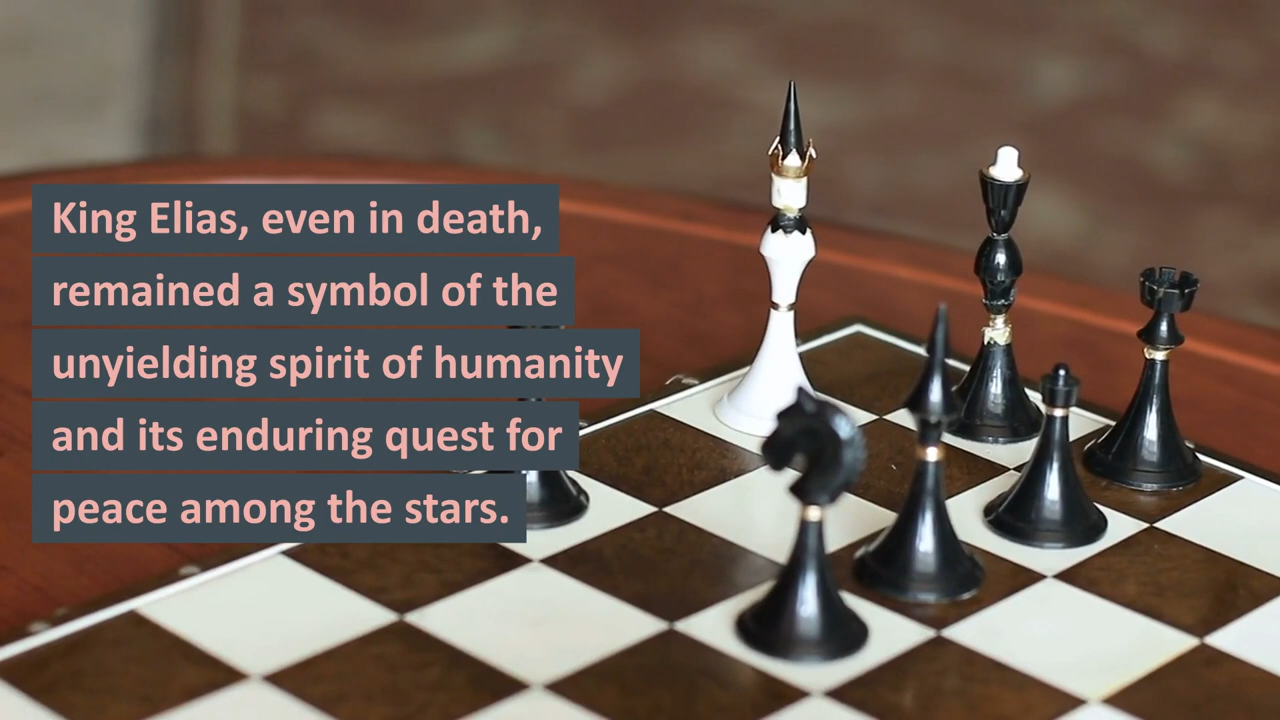 King Elias, even in death,
remained a symbol of the
unyielding spirit of humanity
and its enduring quest for
peace among the stars.